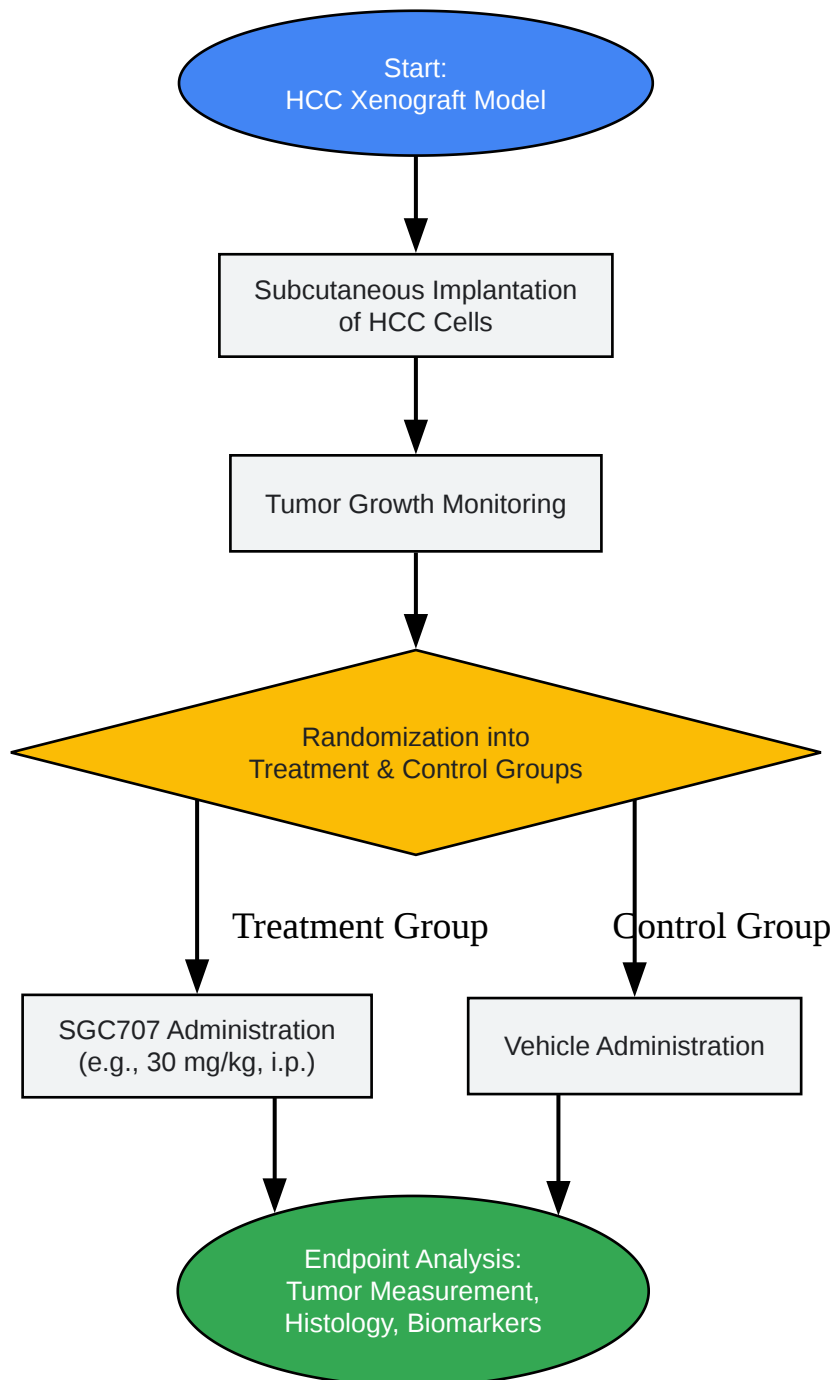 Start:
HCC Xenograft Model
Subcutaneous Implantation
of HCC Cells
Tumor Growth Monitoring
Randomization into
Treatment & Control Groups
Treatment Group
Control Group
SGC707 Administration
(e.g., 30 mg/kg, i.p.)
Vehicle Administration
Endpoint Analysis:
Tumor Measurement,
Histology, Biomarkers